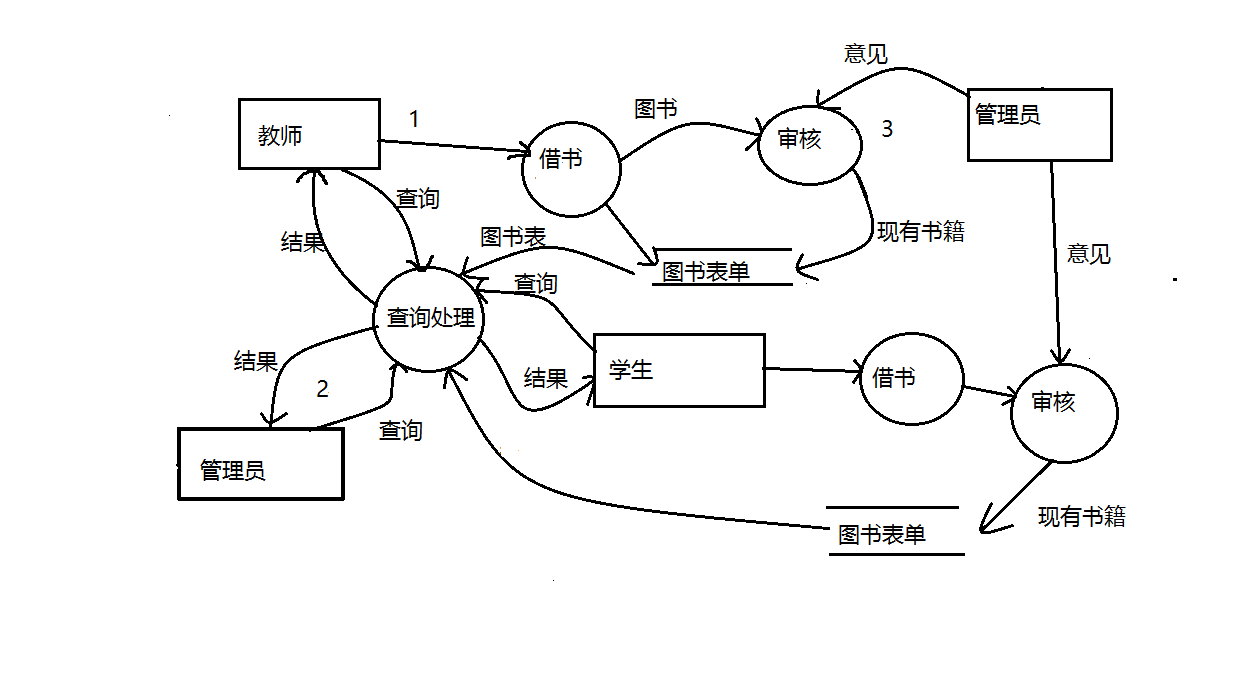 意见
图书
管理员
1
教师
借书
审核
3
查询
结果
图书表
现有书籍
图书表单
意见
查询
查询处理
结果
结果
学生
借书
审核
2
查询
管理员
现有书籍
图书表单